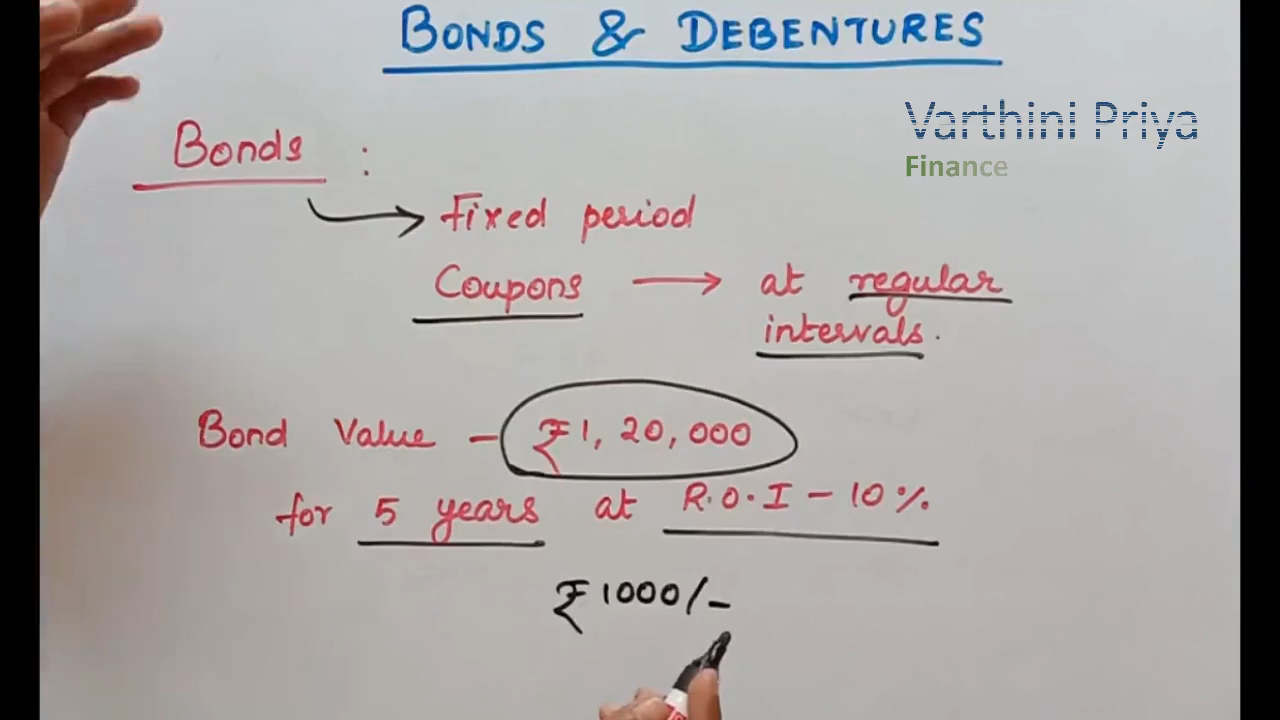 BONDS & DEBENTURES
Varthini Priya
Finance
Bonds :
Fixed period
Coupons → at regular
intervals.
Bond Value - ₹1, 20,000
for 5 years at R.O.I - 10%
₹1000/-